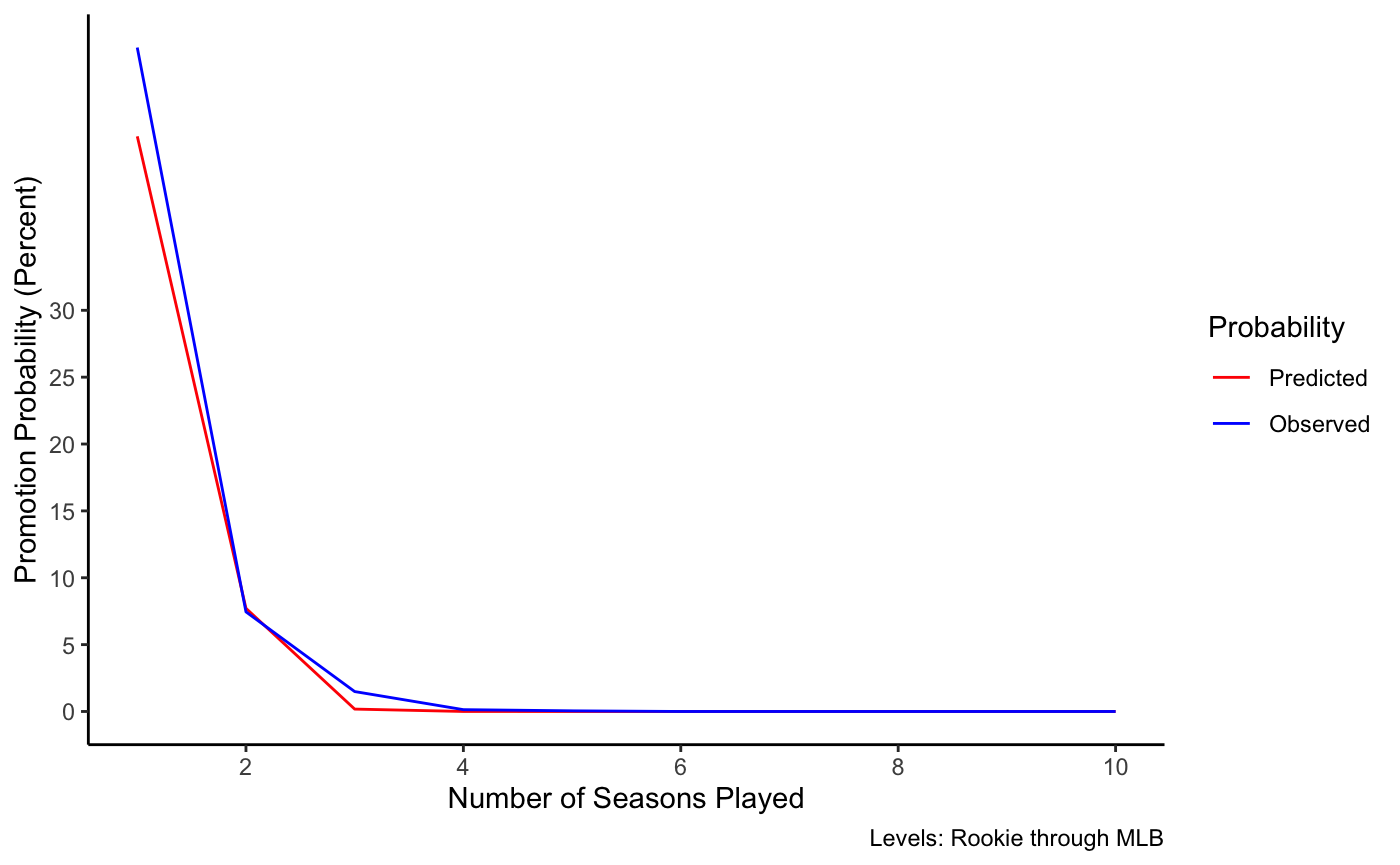 Promotion Probability (Percent)
30
25
20
15
10
5
0
2 4 6 8 10
Number of Seasons Played
Levels: Rookie through MLB
Probability
Predicted
Observed